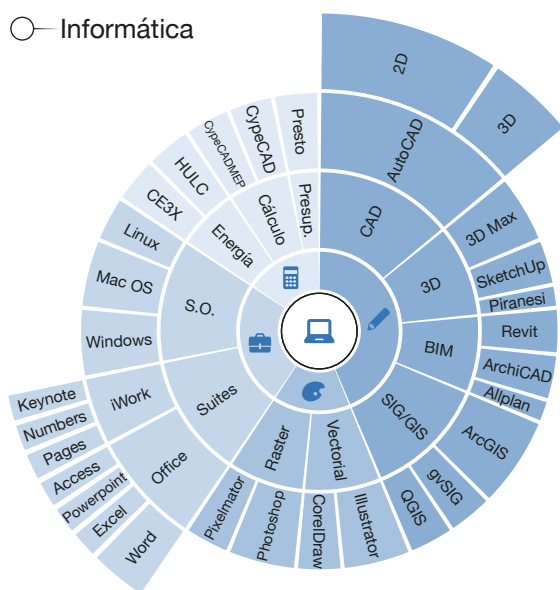 Informática
2D
3D
AutoCAD
CAD
3D Max
SketchUp
Piranesi
3D
Revit
ArchiCAD
Allplan
BIM
ArcGIS
gvSIG
QGIS
SIG/GIS
Illustrator
CorelDraw
Vectorial
Photoshop
Pixelmator
Raster
Word
Excel
Powerpoint
Access
Office
Pages
Numbers
Keynote
iWork
Suites
Windows
Mac OS
Linux
S.O.
CE3X
HULC
Energía
CypeCADMEP
CypeCAD
Cálculo
Presto
Presup.